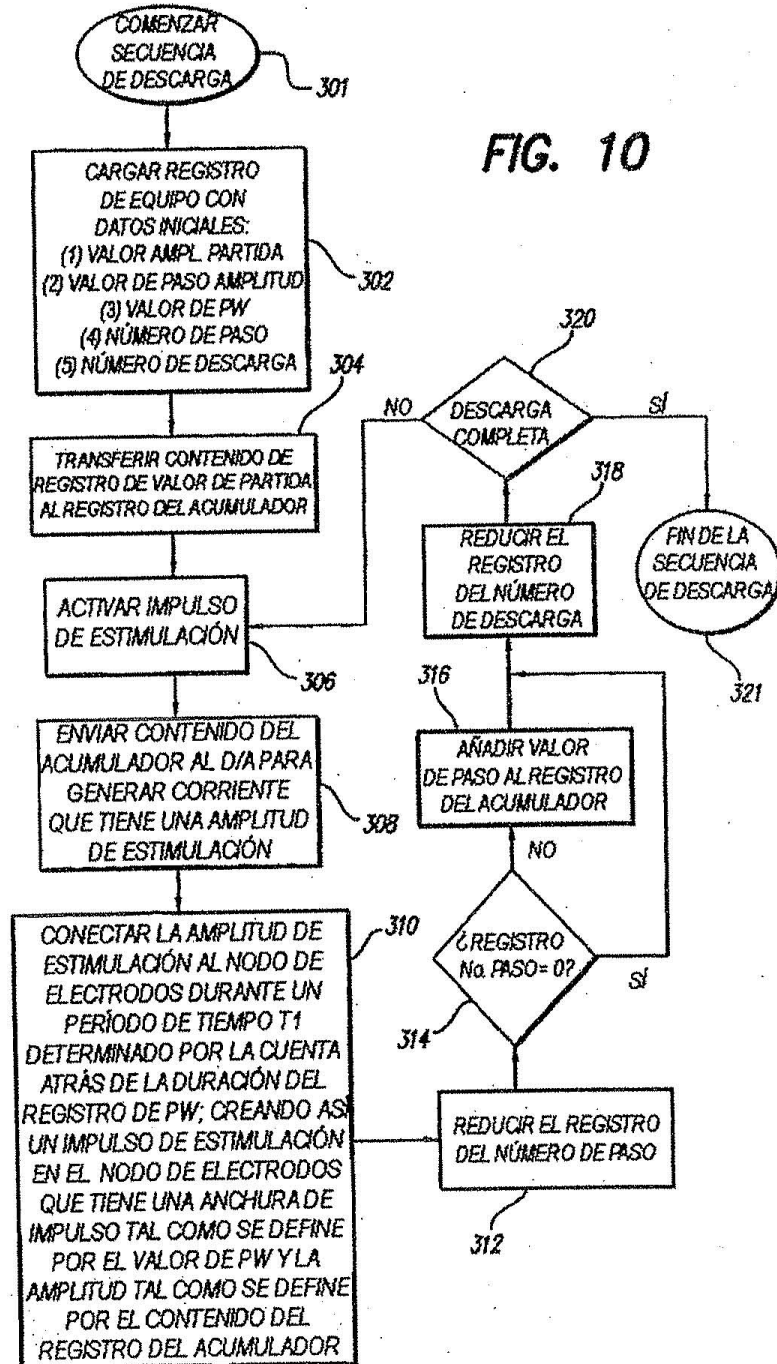 COMENZAR
SECUENCIA
DE DESCARGA
301
FIG. 10
CARGAR REGISTRO
DE EQUIPO CON
DATOS INICIALES:
(1) VALOR AMPL. PARTIDA
(2) VALOR DE PASO AMPLITUD
(3) VALOR DE PW
(4) NÚMERO DE PASO
(5) NÚMERO DE DESCARGA
302
304
TRANSFERIR CONTENIDO DE
REGISTRO DE VALOR DE PARTIDA
AL REGISTRO DEL ACUMULADOR
ACTIVAR IMPULSO
DE ESTIMULACIÓN
306
ENVIAR CONTENIDO DEL
ACUMULADOR AL D/A PARA
GENERAR CORRIENTE
QUE TIENE UNA AMPLITUD
DE ESTIMULACIÓN
308
CONECTAR LA AMPLITUD DE
ESTIMULACIÓN AL NODO DE
ELECTRODOS DURANTE UN
PERÍODO DE TIEMPO T1
DETERMINADO POR LA CUENTA
ATRÁS DE LA DURACIÓN DEL
REGISTRO DE PW; CREANDO ASÍ
UN IMPULSO DE ESTIMULACIÓN
EN EL NODO DE ELECTRODOS
QUE TIENE UNA ANCHURA DE
IMPULSO TAL COMO SE DEFINE
POR EL VALOR DE PW Y LA
AMPLITUD TAL COMO SE DEFINE
POR EL CONTENIDO DEL
REGISTRO DEL ACUMULADOR
310
REDUCIR EL REGISTRO
DEL NÚMERO DE PASO
312
¿REGISTRO
No. PASO = 0?
314
NO
SÍ
316
AÑADIR VALOR
DE PASO AL REGISTRO
DEL ACUMULADOR
318
REDUCIR EL
REGISTRO
DEL NÚMERO
DE DESCARGA
320
DESCARGA
COMPLETA
NO
SÍ
FIN DE LA
SECUENCIA
DE DESCARGA
321